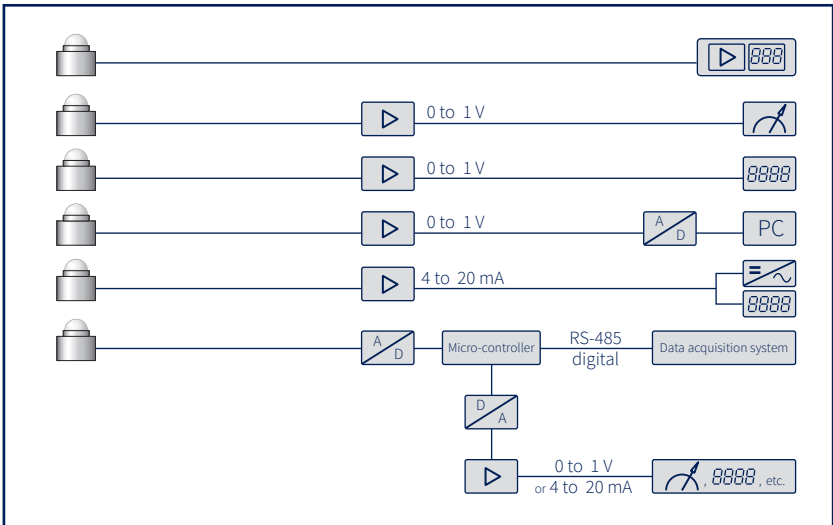 888
0 to 1 V
0 to 1 V
8888
0 to 1 V
A
D
PC
4 to 20 mA
8888
A
D
Micro-controller
RS-485
digital
Data acquisition system
D
A
0 to 1 V
or 4 to 20 mA
, 8888 , etc.